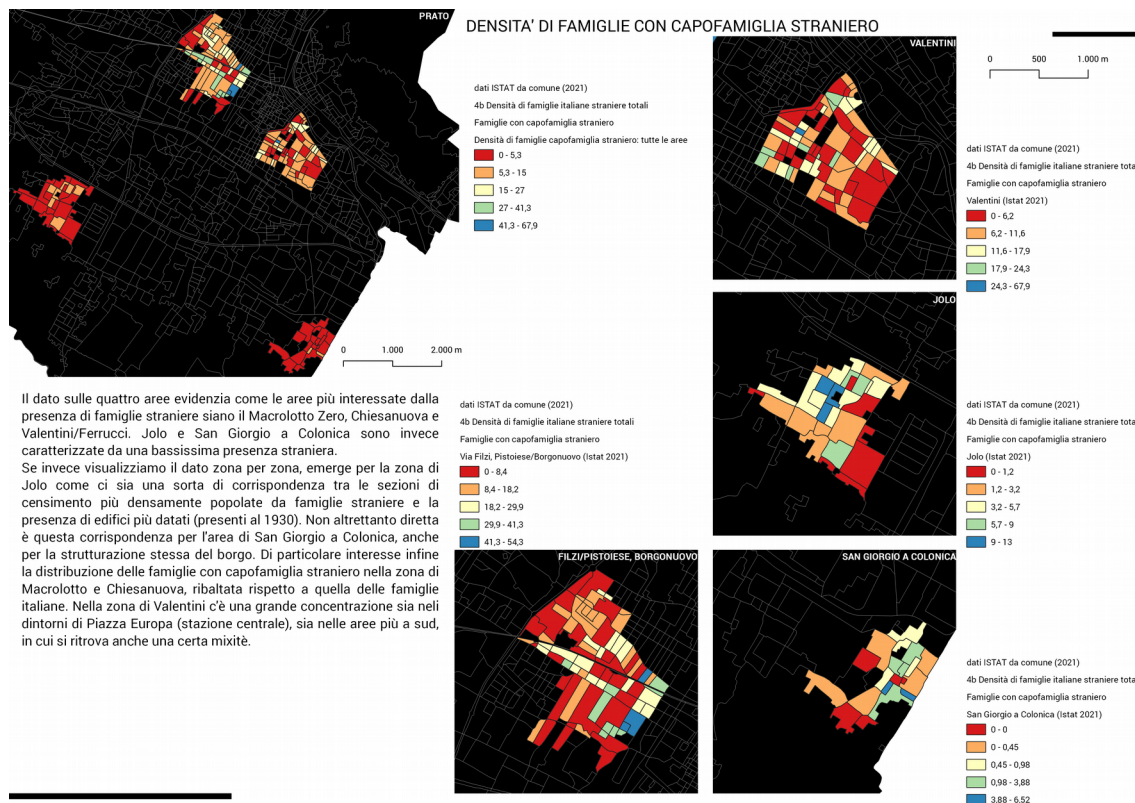 PRATO
DENSITA' DI FAMIGLIE CON CAPOFAMIGLIA STRANIERO
dati ISTAT da comune (2021)
4b Densità di famiglie italiane straniere totali
Famiglie con capofamiglia straniero
Densità di famiglie capofamiglia straniero: tutte le aree
0 - 5,3
5,3 - 15
15 - 27
27 - 41,3
41,3 - 67,9
0 1.000 2.000 m
VALENTINI
0 500 1.000 m
dati ISTAT da comune (2021)
4b Densità di famiglie italiane straniere tota
Famiglie con capofamiglia straniero
Valentini (Istat 2021)
0 - 6,2
6,2 - 11,6
11,6 - 17,9
17,9 - 24,3
24,3 - 67,9
JOLO
dati ISTAT da comune (2021)
4b Densità di famiglie italiane straniere tota
Famiglie con capofamiglia straniero
Jolo (Istat 2021)
0 - 1,2
1,2 - 3,2
3,2 - 5,7
5,7 - 9
9 - 13
Il dato sulle quattro aree evidenzia come le aree più interessate dalla
presenza di famiglie straniere siano il Macrolotto Zero, Chiesanuova e
Valentini/Ferrucci. Jolo e San Giorgio a Colonica sono invece
caratterizzate da una bassissima presenza straniera.
Se invece visualizziamo il dato zona per zona, emerge per la zona di
Jolo come ci sia una sorta di corrispondenza tra le sezioni di
censimento più densamente popolate da famiglie straniere e la
presenza di edifici più datati (presenti al 1930). Non altrettanto diretta
è questa corrispondenza per l'area di San Giorgio a Colonica, anche
per la strutturazione stessa del borgo. Di particolare interesse infine
la distribuzione delle famiglie con capofamiglia straniero nella zona di
Macrolotto e Chiesanuova, ribaltata rispetto a quella delle famiglie
italiane. Nella zona di Valentini c'è una grande concentrazione sia neli
dintorni di Piazza Europa (stazione centrale), sia nelle aree più a sud,
in cui si ritrova anche una certa mixitè.
dati ISTAT da comune (2021)
4b Densità di famiglie italiane straniere totali
Famiglie con capofamiglia straniero
Via Filzi, Pistoiese/Borgonuovo (Istat 2021)
0 - 8,4
8,4 - 18,2
18,2 - 29,9
29,9 - 41,3
41,3 - 54,3
FILZI/PISTOIESE, BORGONUOVO
SAN GIORGIO A COLONICA
dati ISTAT da comune (2021)
4b Densità di famiglie italiane straniere tota
Famiglie con capofamiglia straniero
San Giorgio a Colonica (Istat 2021)
0 - 0
0 - 0,45
0,45 - 0,98
0,98 - 3,88
3,88 - 6,52